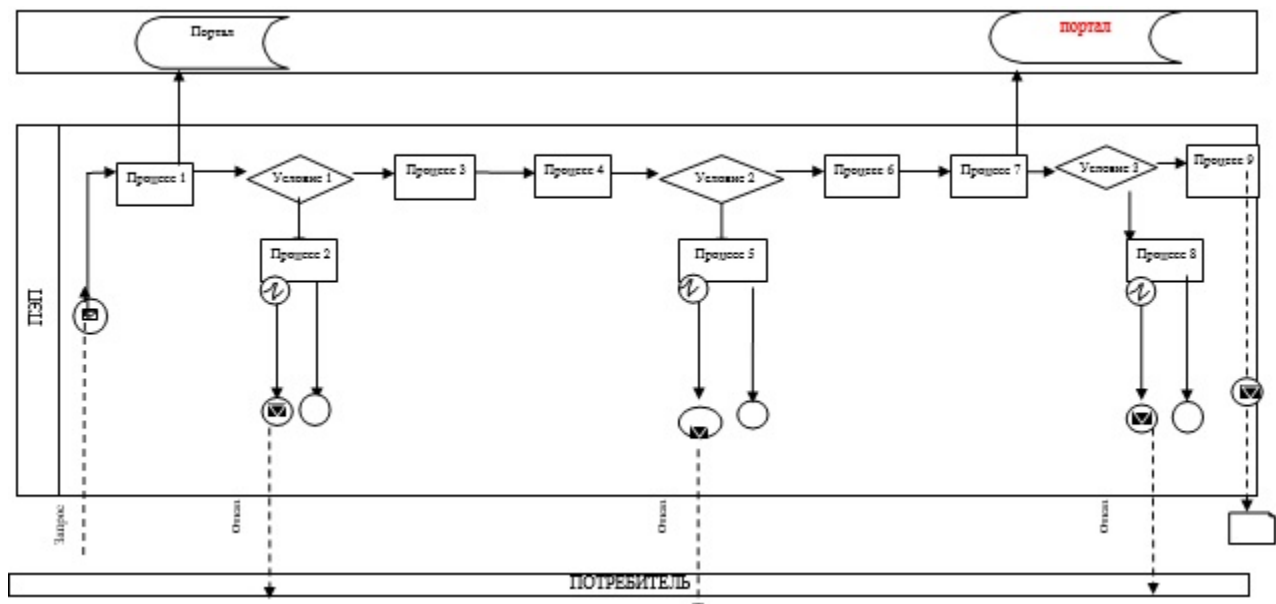 Портал
портал
Процесс 1
Условие 1
Процесс 3
Процесс 4
Условие 2
Процесс 6
Процесс 7
Условие 3
Процесс 9
Процесс 2
Процесс 5
Процесс 8
ПЭП
Запрос
Отказ
Отказ
Отказ
ПОТРЕБИТЕЛЬ